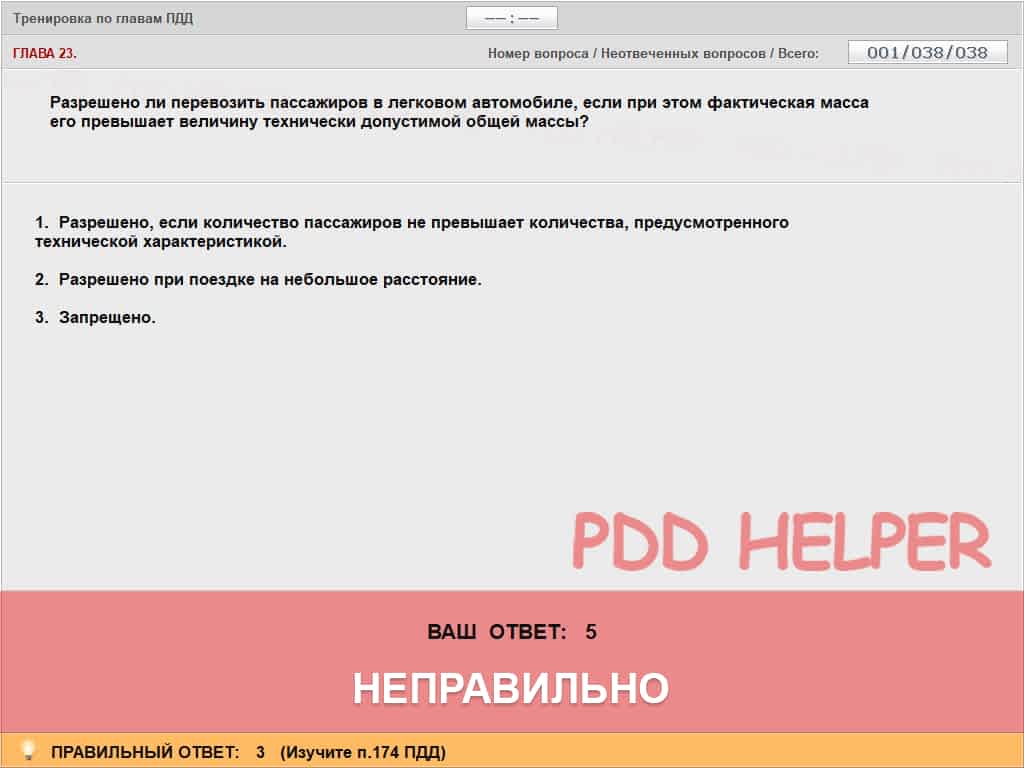 Тренировка по главам ПДД
—— : ——
ГЛАВА 23.
Номер вопроса / Неотвеченных вопросов / Всего:
001/038/038
Разрешено ли перевозить пассажиров в легковом автомобиле, если при этом фактическая масса
его превышает величину технически допустимой общей массы?
1. Разрешено, если количество пассажиров не превышает количества, предусмотренного
технической характеристикой.
2. Разрешено при поездке на небольшое расстояние.
3. Запрещено.
PDD HELPER
ВАШ ОТВЕТ: 5
НЕПРАВИЛЬНО
ПРАВИЛЬНЫЙ ОТВЕТ: 3 (Изучите п.174 ПДД)